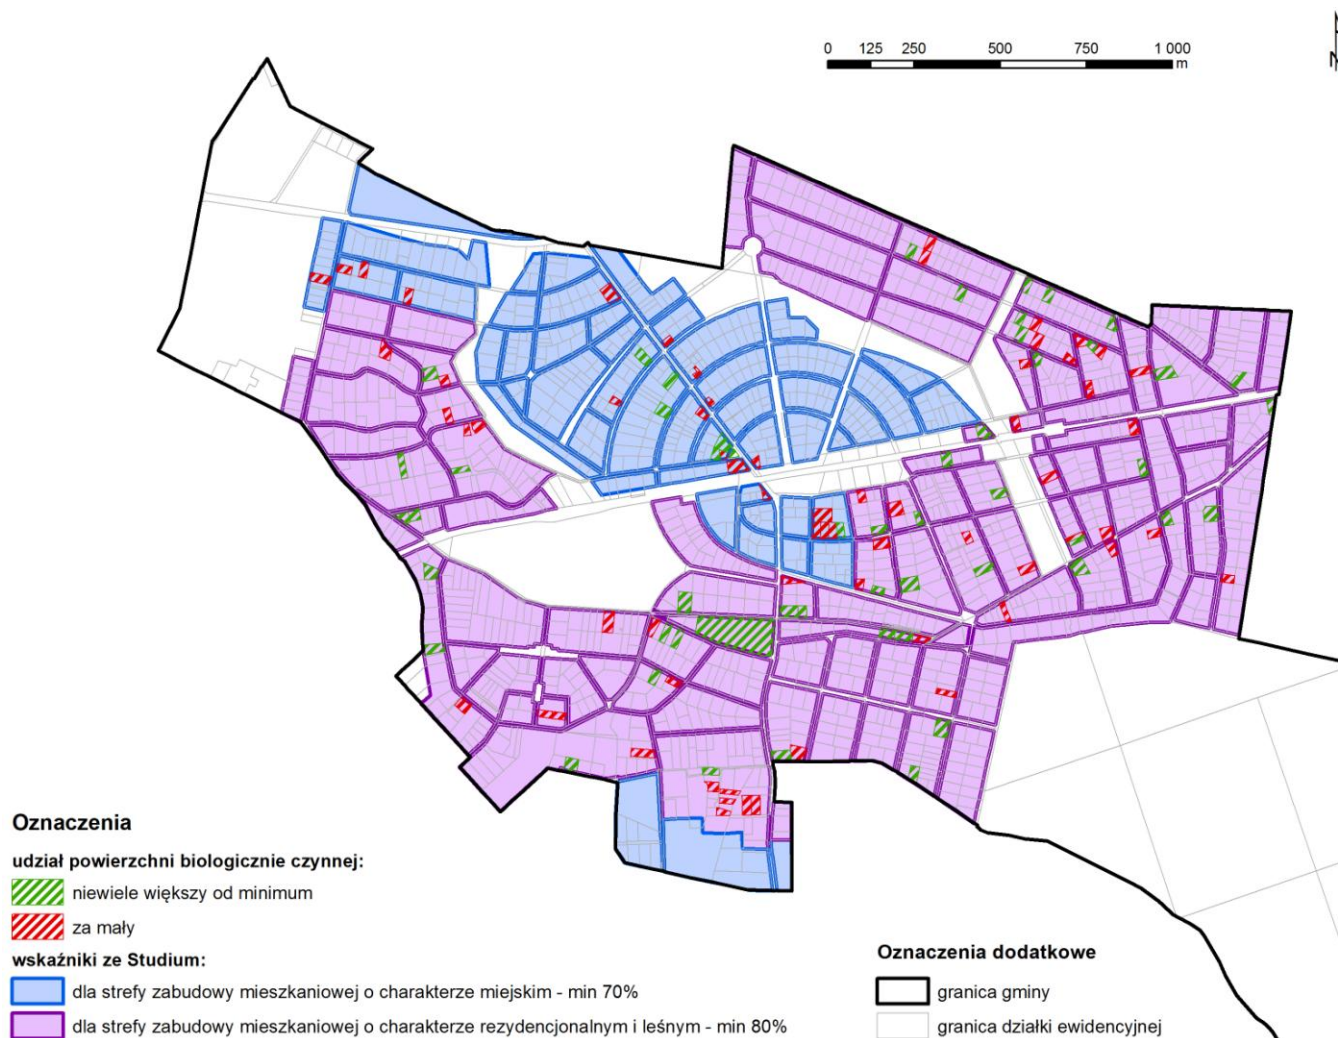 0 125 250 500 750 1 000
m
Oznaczenia
udział powierzchni biologicznie czynnej:
niewiele większy od minimum
za mały
wskaźniki ze Studium:
dla strefy zabudowy mieszkaniowej o charakterze miejskim - min 70%
dla strefy zabudowy mieszkaniowej o charakterze rezydencjonalnym i leśnym - min 80%
Oznaczenia dodatkowe
granica gminy
granica działki ewidencyjnej